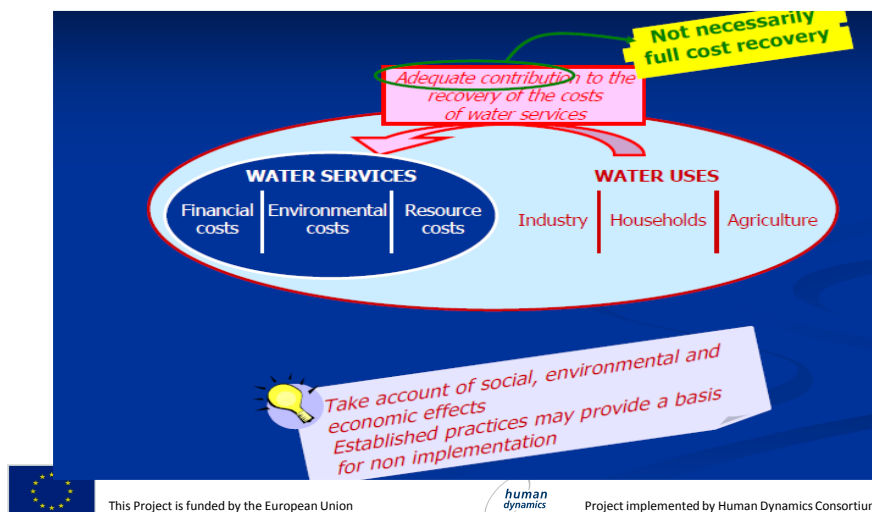 Not necessarily
full cost recovery
Adequate contribution to the
recovery of the costs
of water services
WATER SERVICES
Financial costs
Environmental costs
Resource costs
WATER USES
Industry
Households
Agriculture
Take account of social, environmental and
economic effects
Established practices may provide a basis
for non implementation
This Project is funded by the European Union
human
dynamics
Project implemented by Human Dynamics Consortium